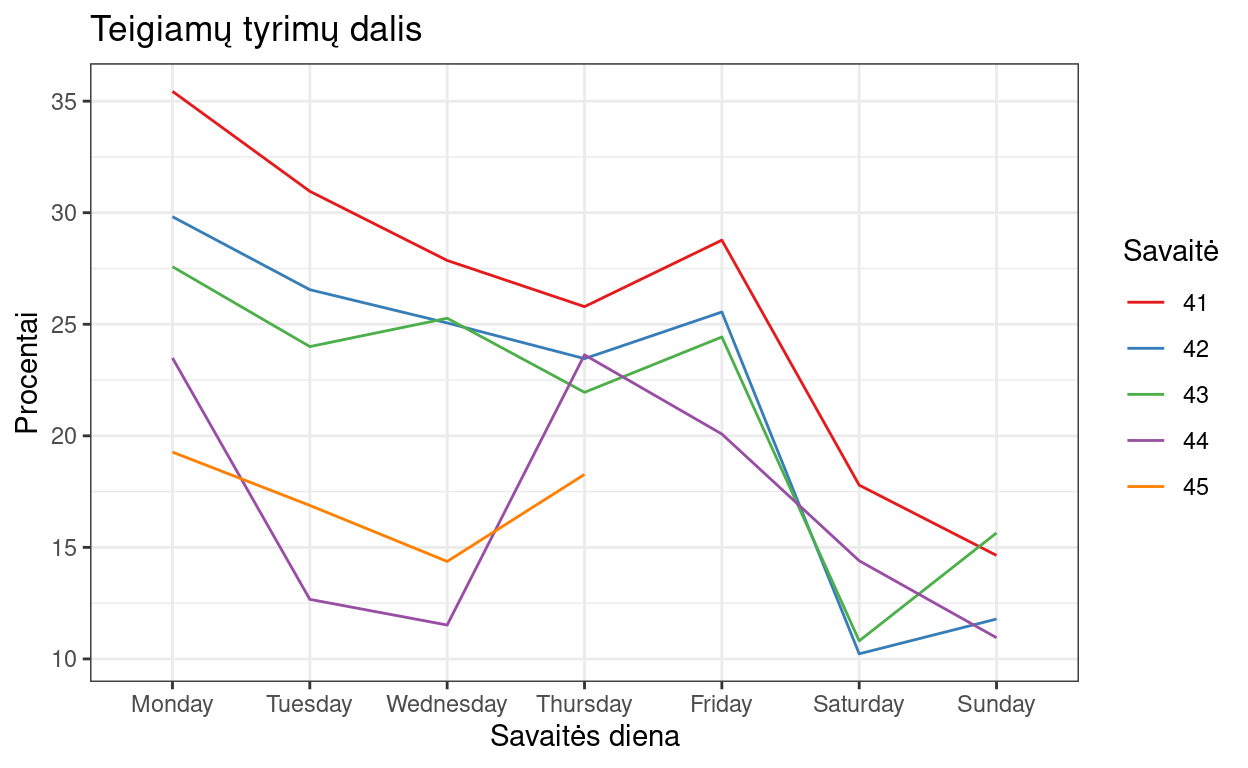 Teigiamų tyrimų dalis
Procentai
35
30
25
20
15
10
Monday Tuesday Wednesday Thursday Friday Saturday Sunday
Savaitės diena
Savaitė
41
42
43
44
45